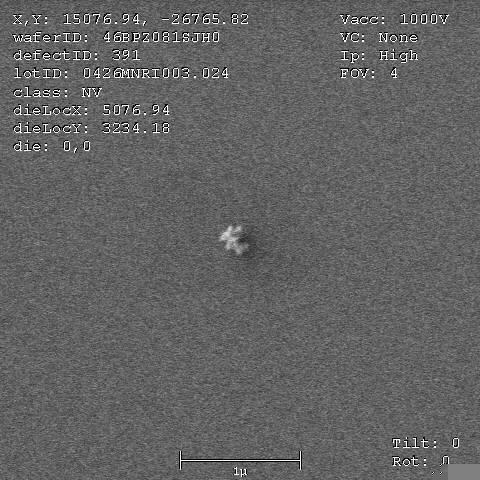 X,Y: 15076.94, -26765.82
waferID: 46BPZ081SJH0
defectID: 391
lotID: 0426MNRI003.024
class: NV
dieLocX: 5076.94
dieLocY: 3234.18
die: 0,0
Vacc: 1000V
VC: None
Ip: High
FOV: 4
Tilt: 0
Rot: 0
1µ